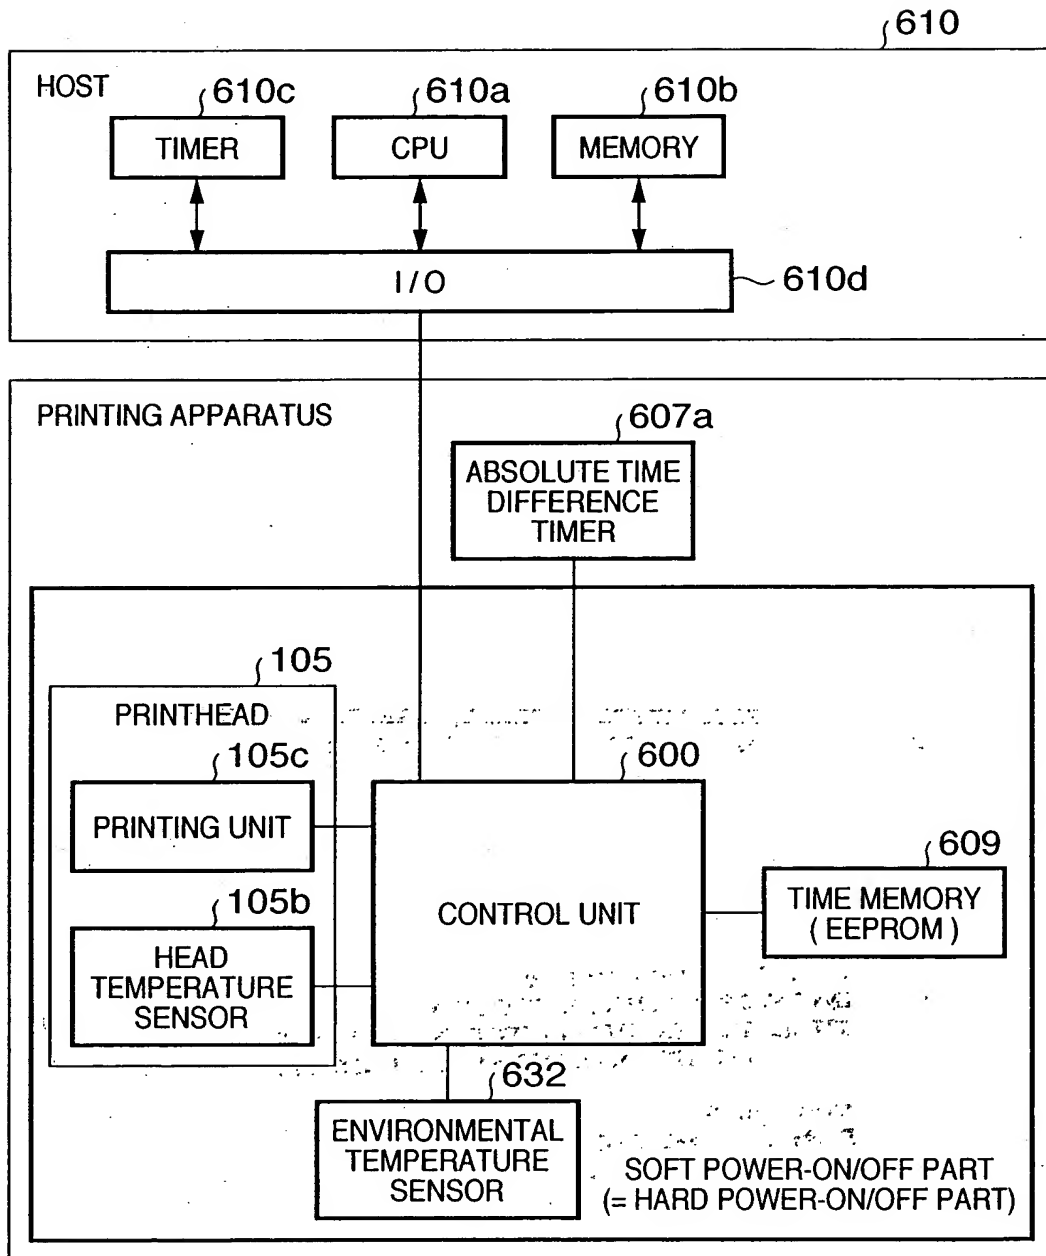 610
HOST
610c
610a
610b
TIMER
CPU
MEMORY
I/O
610d
PRINTING APPARATUS
607a
ABSOLUTE TIME
DIFFERENCE
TIMER
105
PRINTHEAD
105c
600
PRINTING UNIT
609
105b
CONTROL UNIT
TIME MEMORY
( EEPROM )
HEAD
TEMPERATURE
SENSOR
632
ENVIRONMENTAL
TEMPERATURE
SENSOR
SOFT POWER-ON/OFF PART
(= HARD POWER-ON/OFF PART)